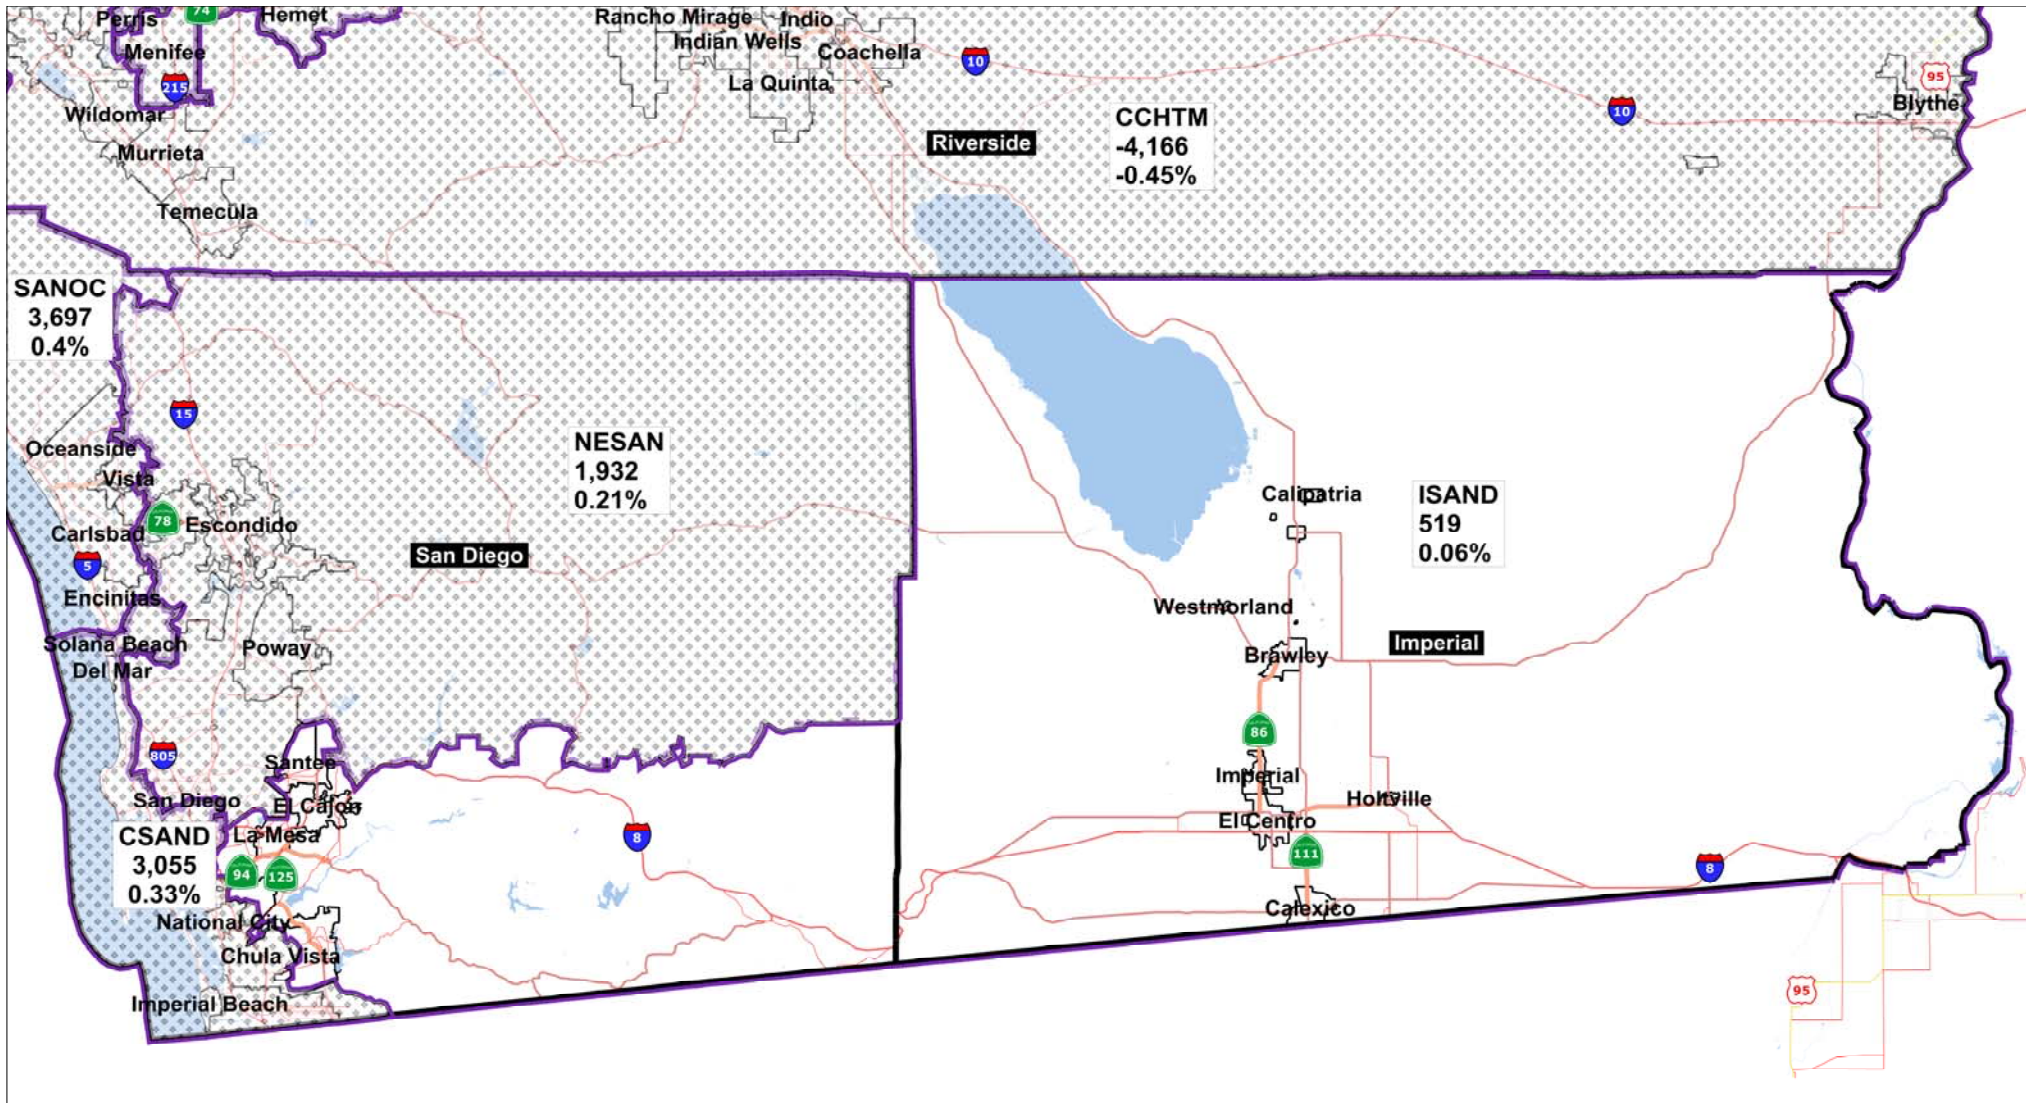 Perris
74
Hemet
Rancho Mirage
Indio
Menifee
Indian Wells
Coachella
10
95
215
La Quinta
Blythe
Wildomar
CCHTM
-4,166
-0.45%
10
Riverside
Murrieta
Temecula
SANOC
3,697
0.4%
15
Oceanside
NESAN
1,932
0.21%
Vista
Calipatria
ISAND
519
0.06%
78
Escondido
Carlsbad
San Diego
5
Encinitas
Westmorland
Solana Beach
Poway
Imperial
Brawley
Del Mar
86
805
Santee
Imperial
San Diego
El Cajon
Holtville
El Centro
CSAND
3,055
0.33%
La Mesa
8
111
94
125
8
National City
Calexico
Chula Vista
95
Imperial Beach